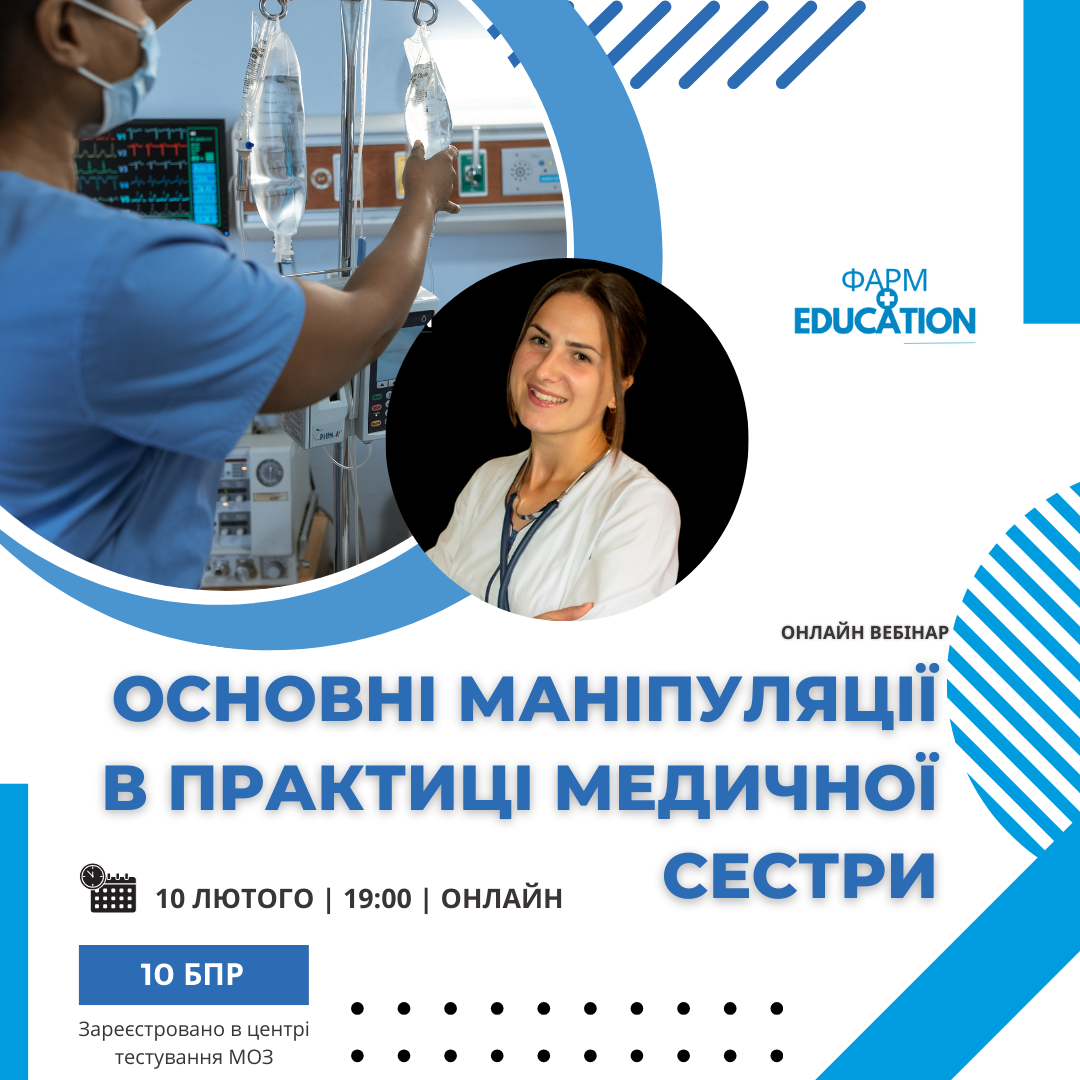 ФАРМ
EDUCATION
ОНЛАЙН ВЕБІНАР
ОСНОВНІ МАНІПУЛЯЦІЇ
В ПРАКТИЦІ МЕДИЧНОЇ
СЕСТРИ
10 ЛЮТОГО | 19:00 | ОНЛАЙН
10 БПР
Зареєстровано в центрі
тестування МОЗ